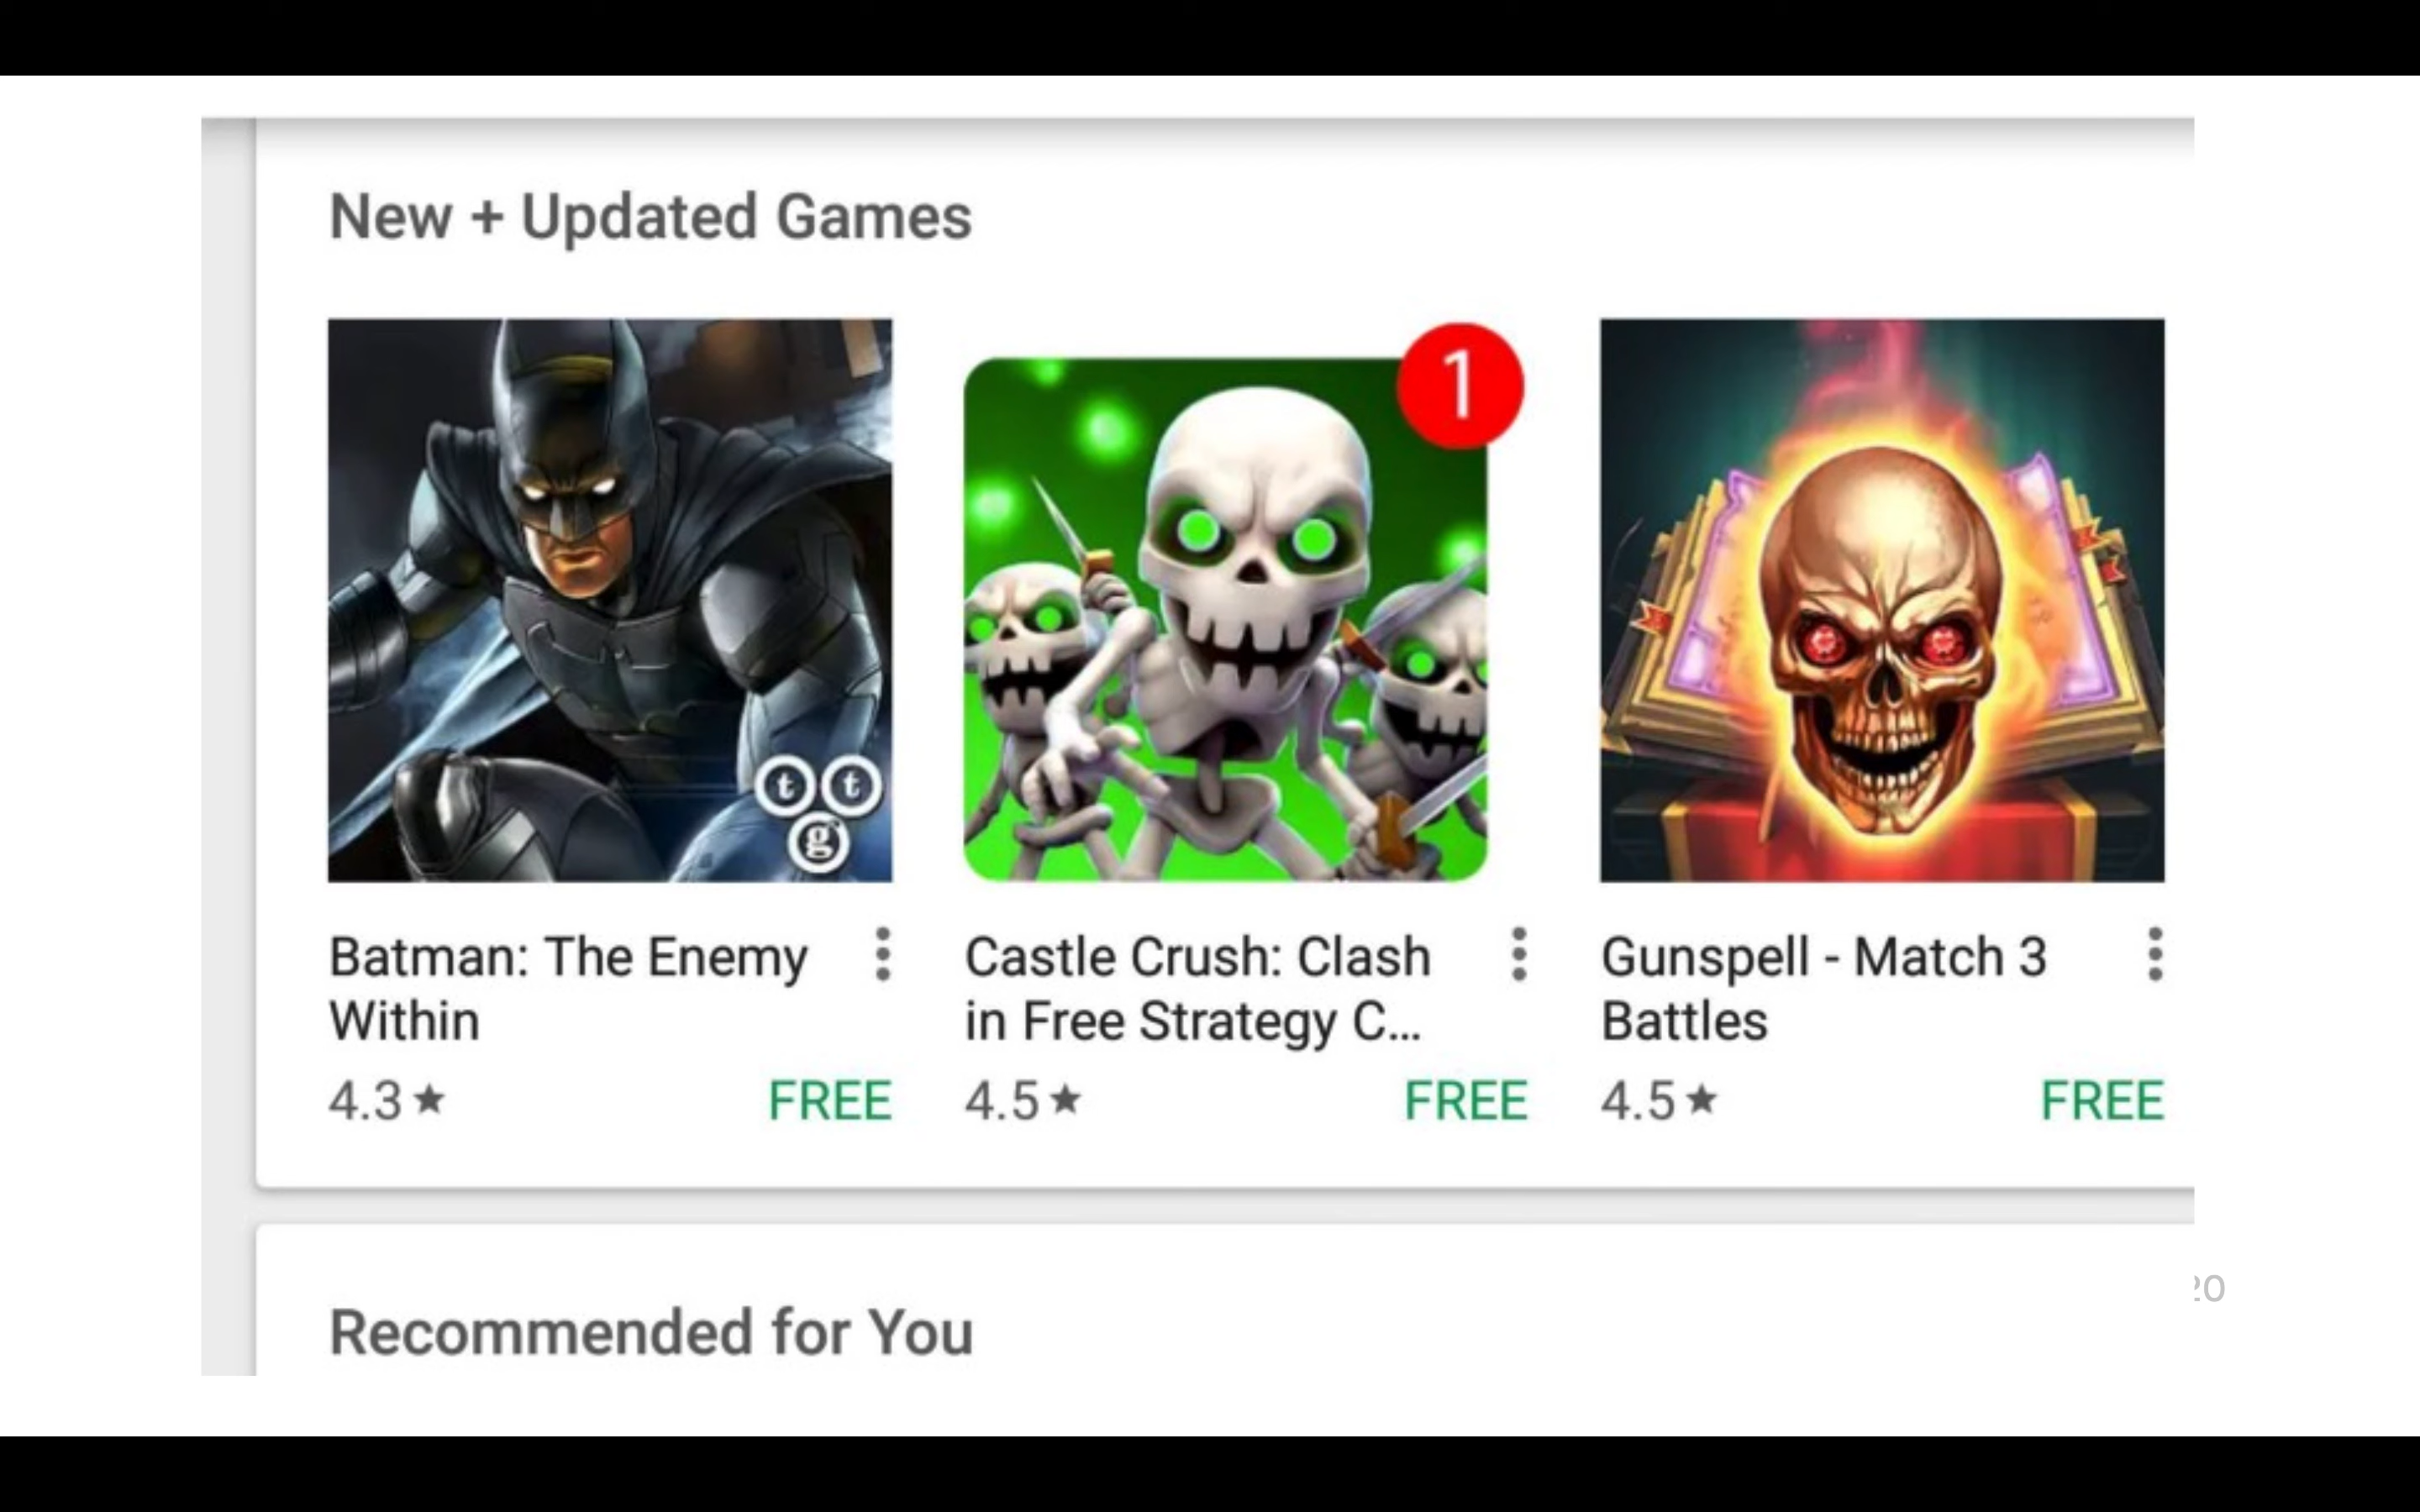 New + Updated Games
1
t t
g
Batman: The Enemy
Within
4.3★ FREE
Castle Crush: Clash
in Free Strategy C...
4.5★ FREE
Gunspell - Match 3
Battles
4.5★ FREE
Recommended for You